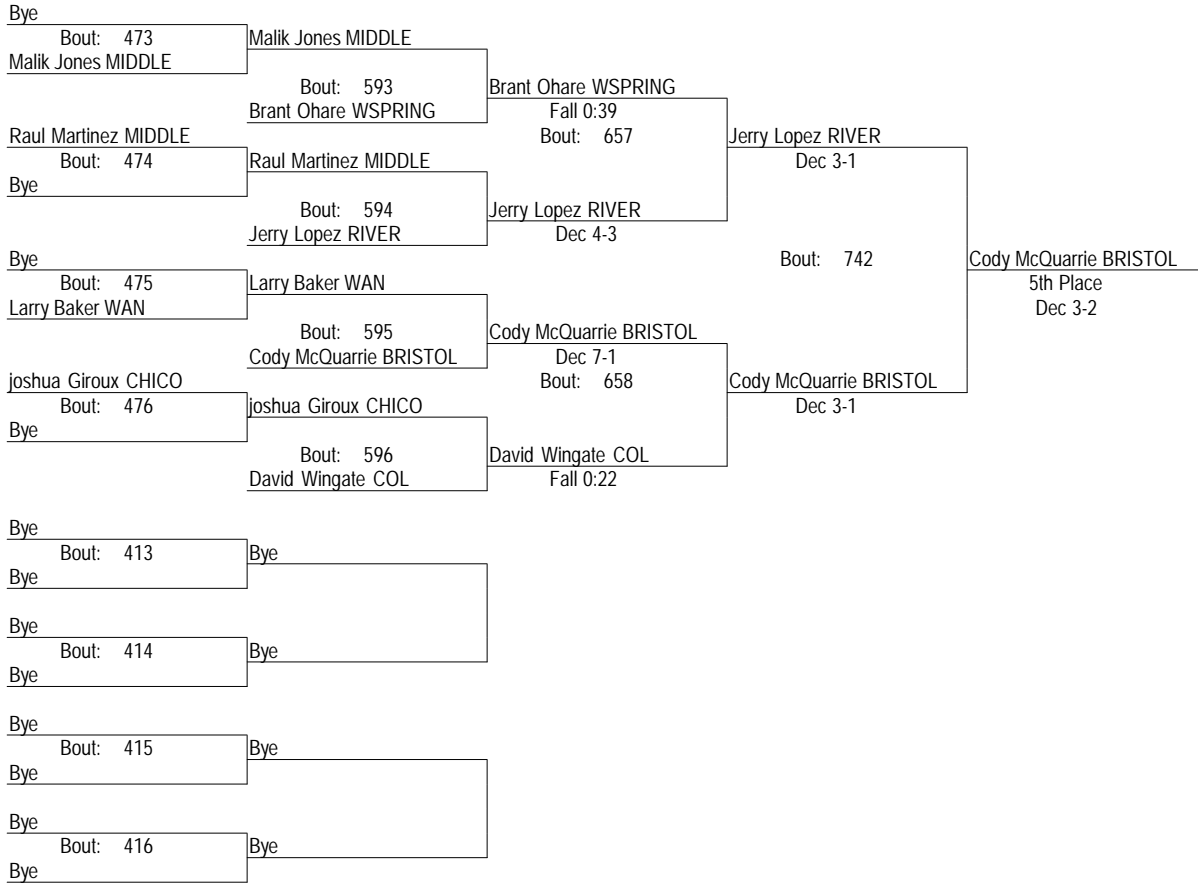 Bye
Bout: 473
Malik Jones MIDDLE
Malik Jones MIDDLE
Bout: 593
Brant Ohare WSPRING
Brant Ohare WSPRING
Fall 0:39
Bout: 657
Raul Martinez MIDDLE
Bout: 474
Bye
Raul Martinez MIDDLE
Bout: 594
Jerry Lopez RIVER
Jerry Lopez RIVER
Dec 4-3
Jerry Lopez RIVER
Dec 3-1
Bout: 742
Bye
Bout: 475
Larry Baker WAN
Larry Baker WAN
Bout: 595
Cody McQuarrie BRISTOL
Cody McQuarrie BRISTOL
Dec 7-1
Bout: 658
joshua Giroux CHICO
Bout: 476
Bye
joshua Giroux CHICO
Bout: 596
David Wingate COL
David Wingate COL
Fall 0:22
Cody McQuarrie BRISTOL
Dec 3-1
Cody McQuarrie BRISTOL
5th Place
Dec 3-2
Bye
Bout: 413
Bye
Bye
Bye
Bout: 414
Bye
Bye
Bye
Bout: 415
Bye
Bye
Bye
Bout: 416
Bye
Bye